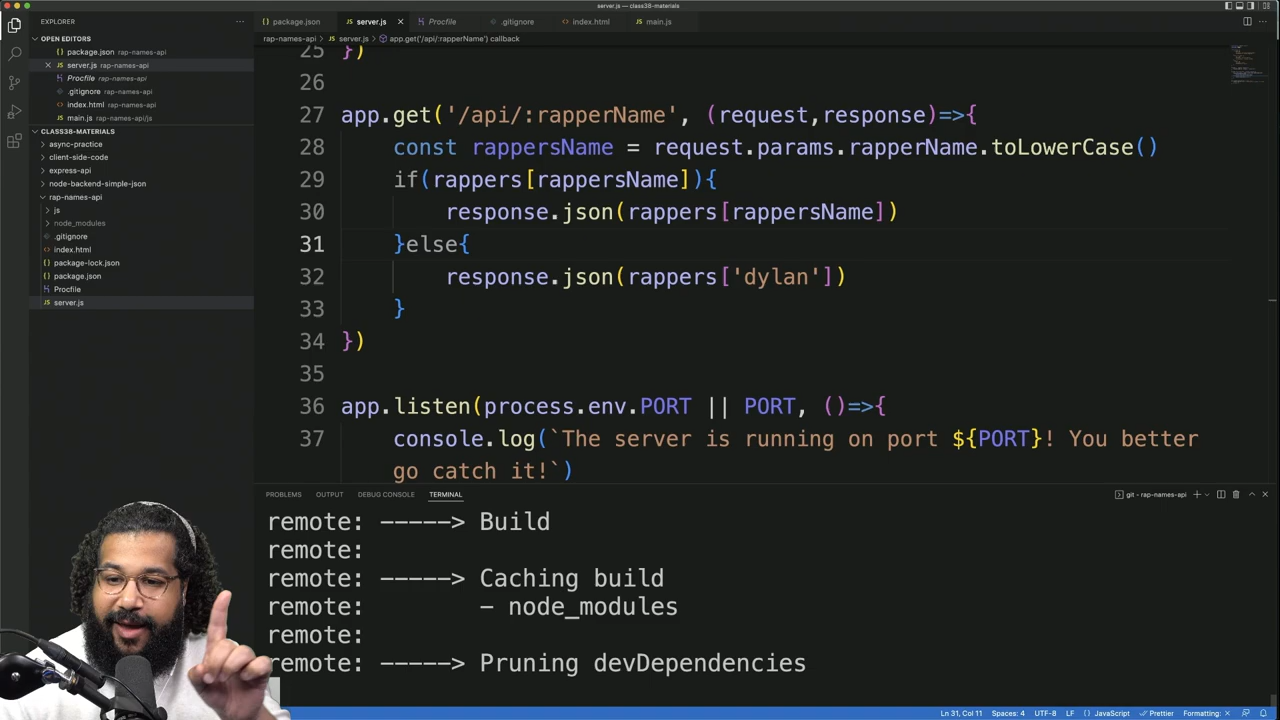 server.js — class38-materials
EXPLORER
OPEN EDITORS
package.json rap-names-api
server.js rap-names-api
Procfile rap-names-api
.gitignore rap-names-api
index.html rap-names-api
main.js rap-names-api/js
CLASS38-MATERIALS
async-practice
client-side-code
express-api
node-backend-simple-json
rap-names-api
js
node_modules
.gitignore
index.html
package-lock.json
package.json
Procfile
server.js
package.json
server.js
Procfile
.gitignore
index.html
main.js
rap-names-api > server.js > app.get('/api/:rapperName') callback
25 })
26
27 app.get('/api/:rapperName', (request,response)=>{
28 const rappersName = request.params.rapperName.toLowerCase()
29 if(rappers[rappersName]){
30 response.json(rappers[rappersName])
31 }else{
32 response.json(rappers['dylan'])
33 }
34 })
35
36 app.listen(process.env.PORT || PORT, ()=>{
37 console.log(`The server is running on port ${PORT}! You better
go catch it!`)
PROBLEMS OUTPUT DEBUG CONSOLE TERMINAL
git - rap-names-api
remote: -----> Build
remote:
remote: -----> Caching build
remote: - node_modules
remote:
remote: -----> Pruning devDependencies
Ln 31, Col 11 Spaces: 4 UTF-8 LF { } JavaScript Prettier Formatting: ×